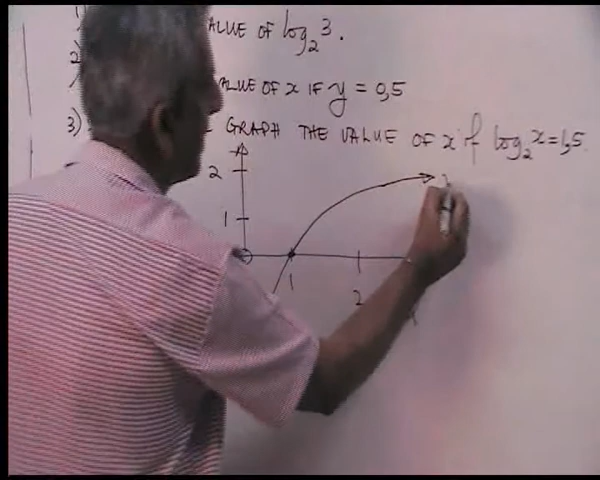 1) VALUE OF log₂3.
2) VALUE OF x IF y = 0,5
3) GRAPH THE VALUE OF x if log₂x = 1,5.
2
1
1
2